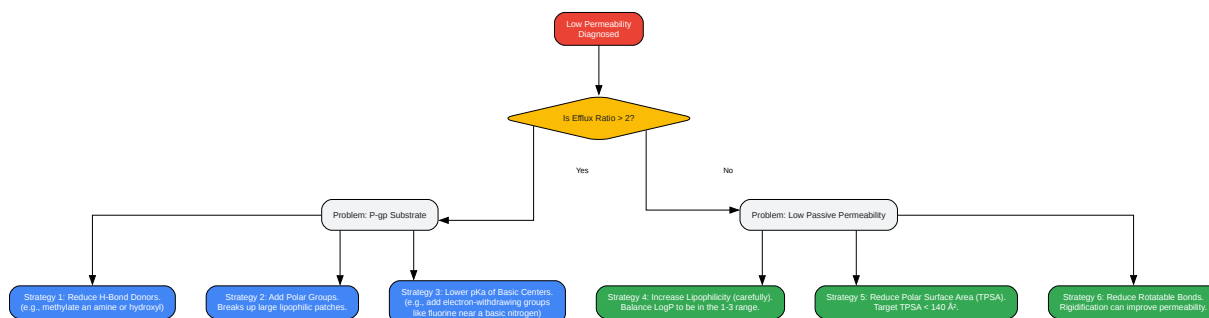 Low Permeability
Diagnosed
Is Efflux Ratio > 2?
Yes
No
Problem: P-gp Substrate
Problem: Low Passive Permeability
Strategy 1: Reduce H-Bond Donors.
(e.g., methylate an amine or hydroxyl)
Strategy 2: Add Polar Groups.
Breaks up large lipophilic patches.
Strategy 3: Lower pKa of Basic Centers.
(e.g., add electron-withdrawing groups
like fluorine near a basic nitrogen)
Strategy 4: Increase Lipophilicity (carefully).
Balance LogP to be in the 1-3 range.
Strategy 5: Reduce Polar Surface Area (TPSA).
Target TPSA < 140 Å².
Strategy 6: Reduce Rotatable Bonds.
Rigidification can improve permeability.